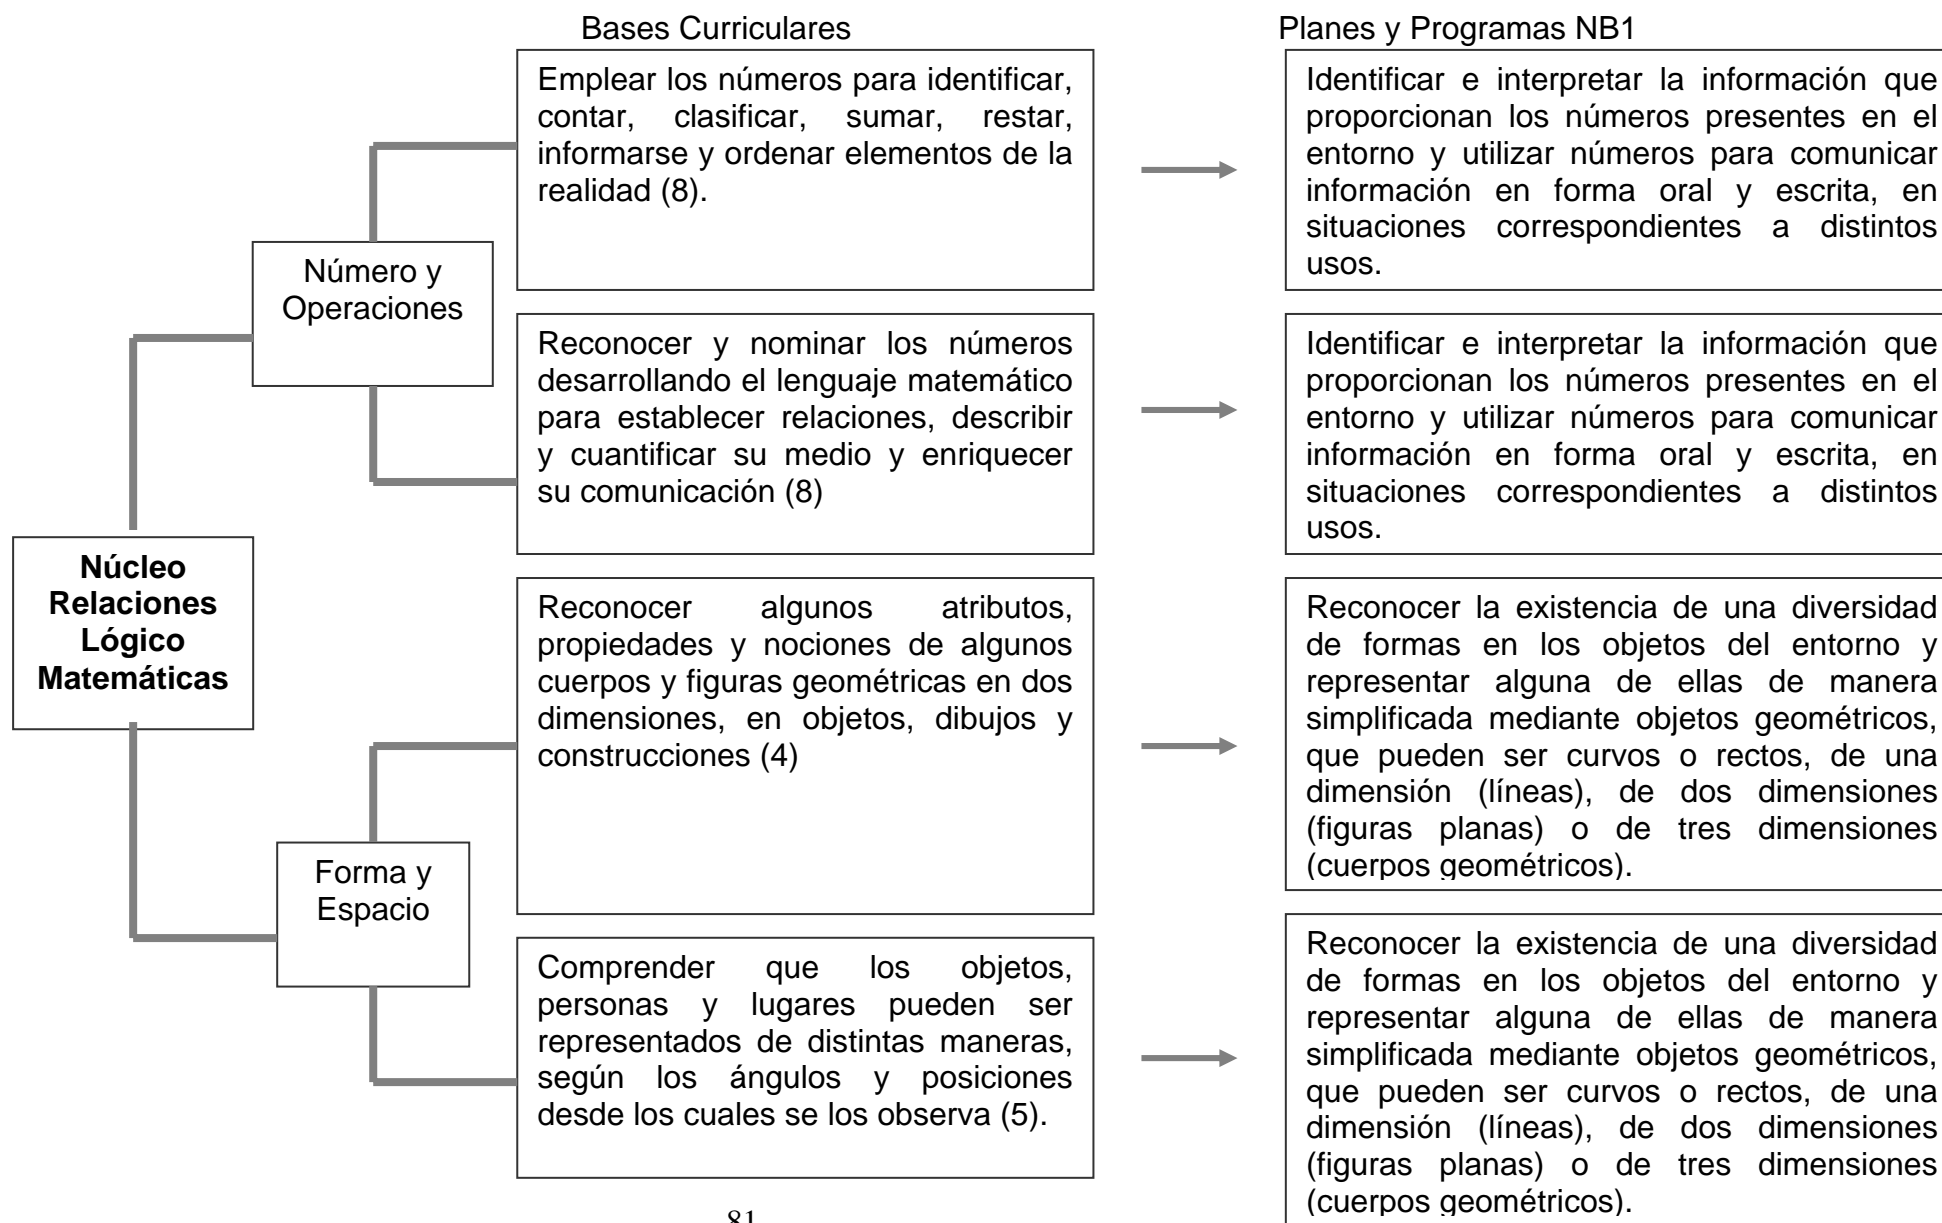 Bases Curriculares
Planes y Programas NB1
Emplear los números para identificar,
contar, clasificar, sumar, restar,
informarse y ordenar elementos de la
realidad (8).
Identificar e interpretar la información que
proporcionan los números presentes en el
entorno y utilizar números para comunicar
información en forma oral y escrita, en
situaciones correspondientes a distintos
usos.
Número y
Operaciones
Reconocer y nominar los números
desarrollando el lenguaje matemático
para establecer relaciones, describir
y cuantificar su medio y enriquecer
su comunicación (8)
Identificar e interpretar la información que
proporcionan los números presentes en el
entorno y utilizar números para comunicar
información en forma oral y escrita, en
situaciones correspondientes a distintos
usos.
Núcleo
Relaciones
Lógico
Matemáticas
Reconocer algunos atributos,
propiedades y nociones de algunos
cuerpos y figuras geométricas en dos
dimensiones, en objetos, dibujos y
construcciones (4)
Reconocer la existencia de una diversidad
de formas en los objetos del entorno y
representar alguna de ellas de manera
simplificada mediante objetos geométricos,
que pueden ser curvos o rectos, de una
dimensión (líneas), de dos dimensiones
(figuras planas) o de tres dimensiones
(cuerpos geométricos).
Forma y
Espacio
Comprender que los objetos,
personas y lugares pueden ser
representados de distintas maneras,
según los ángulos y posiciones
desde los cuales se los observa (5).
Reconocer la existencia de una diversidad
de formas en los objetos del entorno y
representar alguna de ellas de manera
simplificada mediante objetos geométricos,
que pueden ser curvos o rectos, de una
dimensión (líneas), de dos dimensiones
(figuras planas) o de tres dimensiones
(cuerpos geométricos).
81